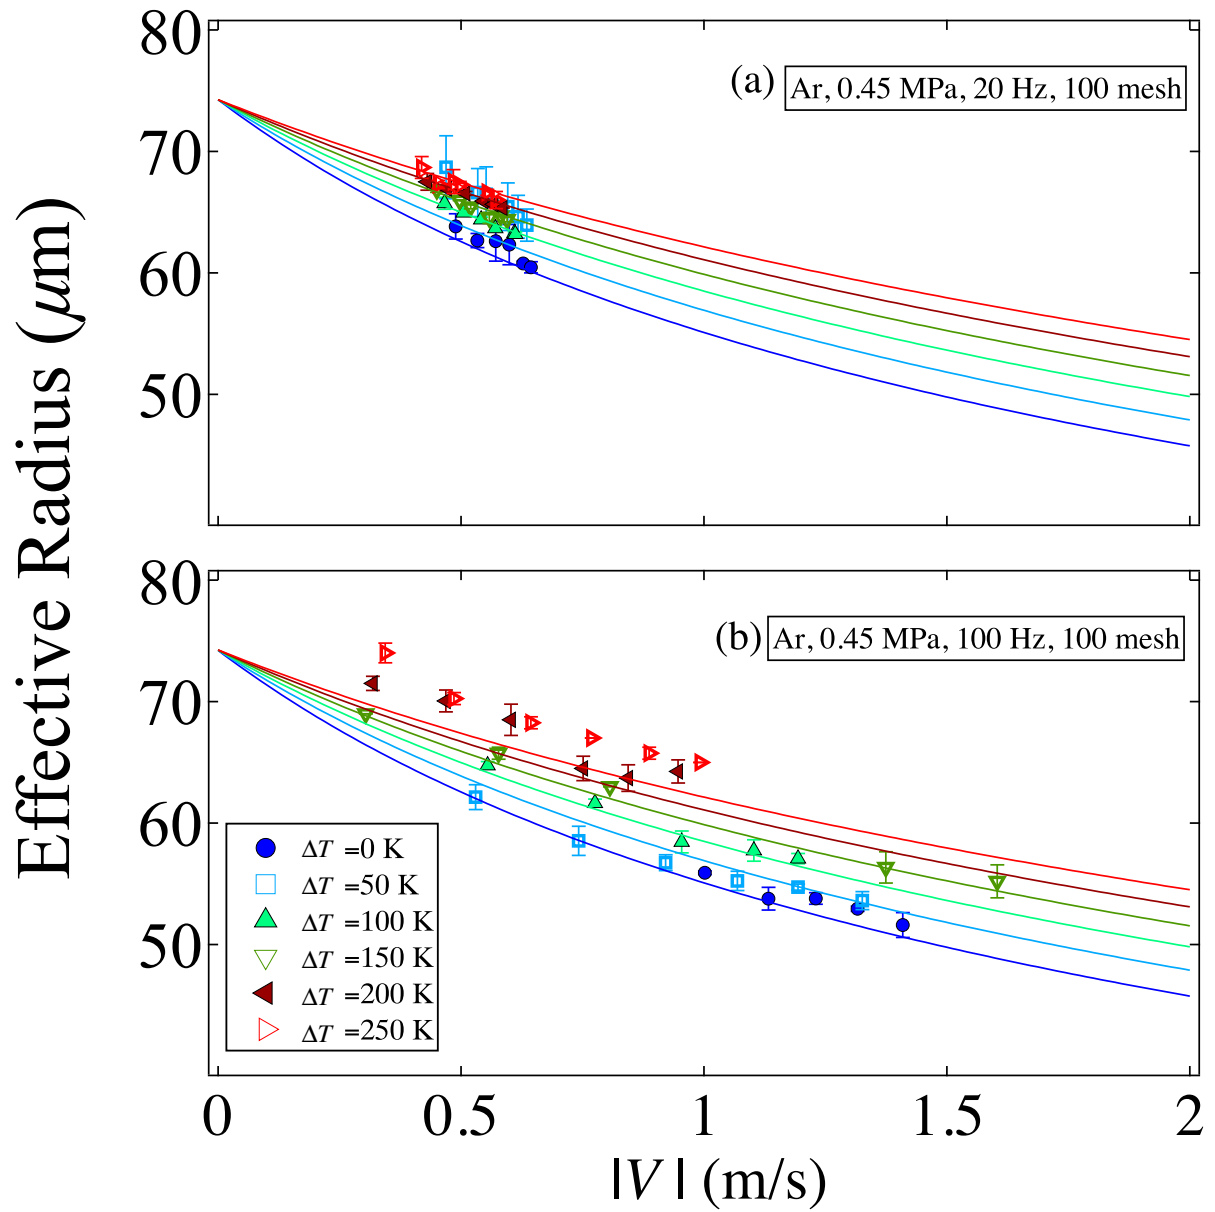 Effective Radius (μm)
80
70
60
50
(a)
Ar, 0.45 MPa, 20 Hz, 100 mesh
80
70
60
50
(b)
Ar, 0.45 MPa, 100 Hz, 100 mesh
ΔT =0 K
ΔT =50 K
ΔT =100 K
ΔT =150 K
ΔT =200 K
ΔT =250 K
0 0.5 1 1.5 2
|V| (m/s)